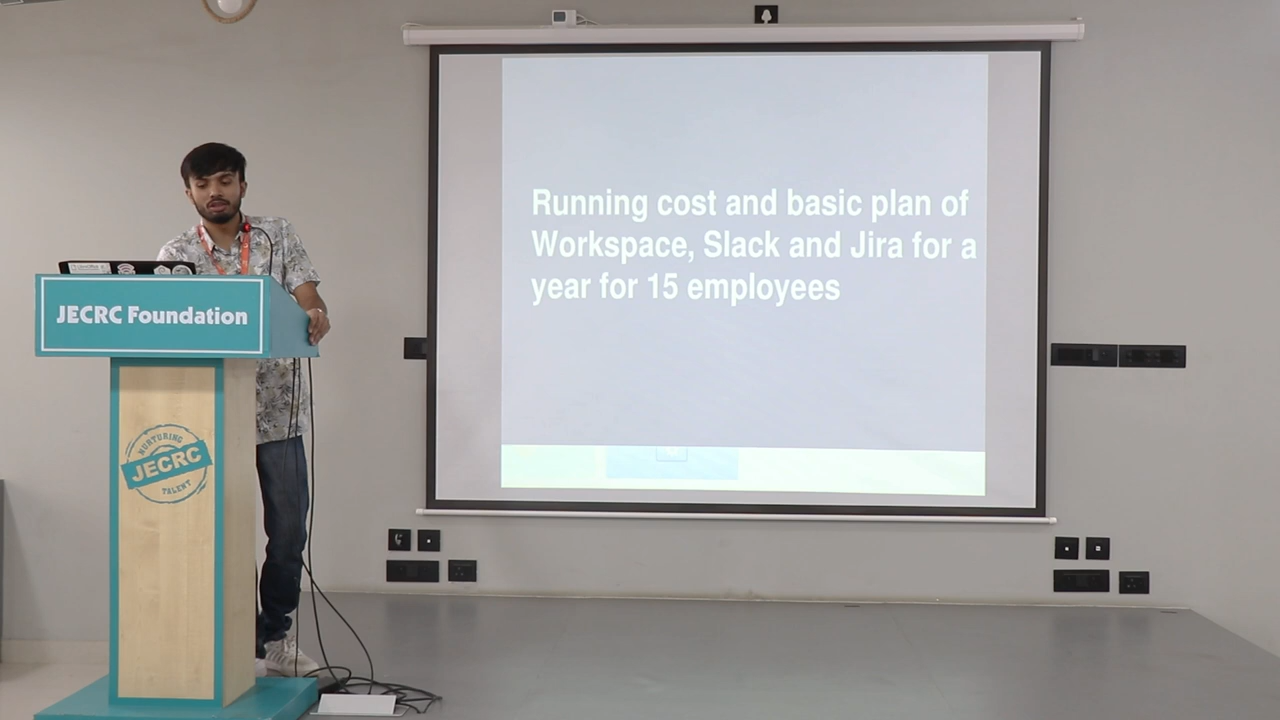 Running cost and basic plan of
Workspace, Slack and Jira for a
year for 15 employees
JECRC Foundation
NURTURING
JECRC
TALENT